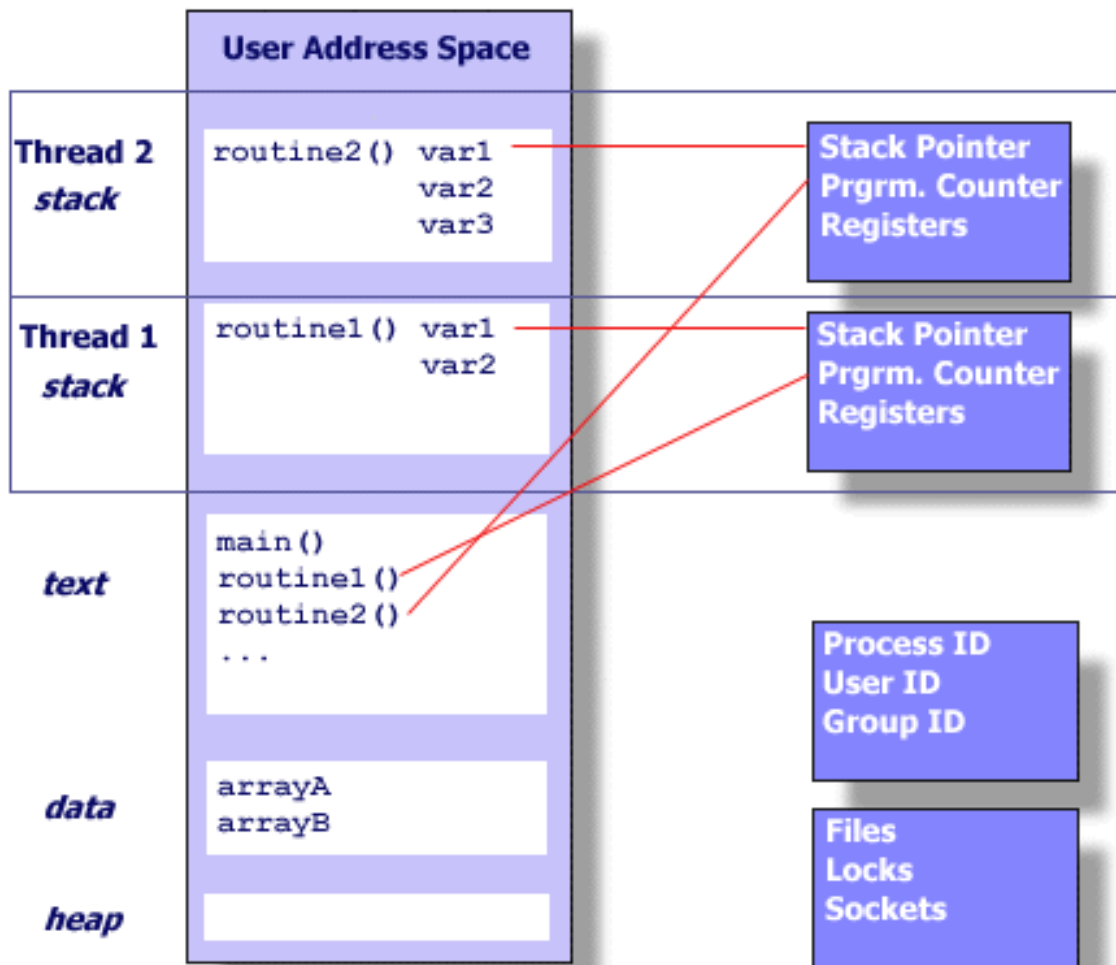 User Address Space
Thread 2
stack
routine2() var1
var2
var3
Stack Pointer
Prgrm. Counter
Registers
Thread 1
stack
routine1() var1
var2
Stack Pointer
Prgrm. Counter
Registers
text
main()
routine1()
routine2()
...
Process ID
User ID
Group ID
data
arrayA
arrayB
Files
Locks
Sockets
heap